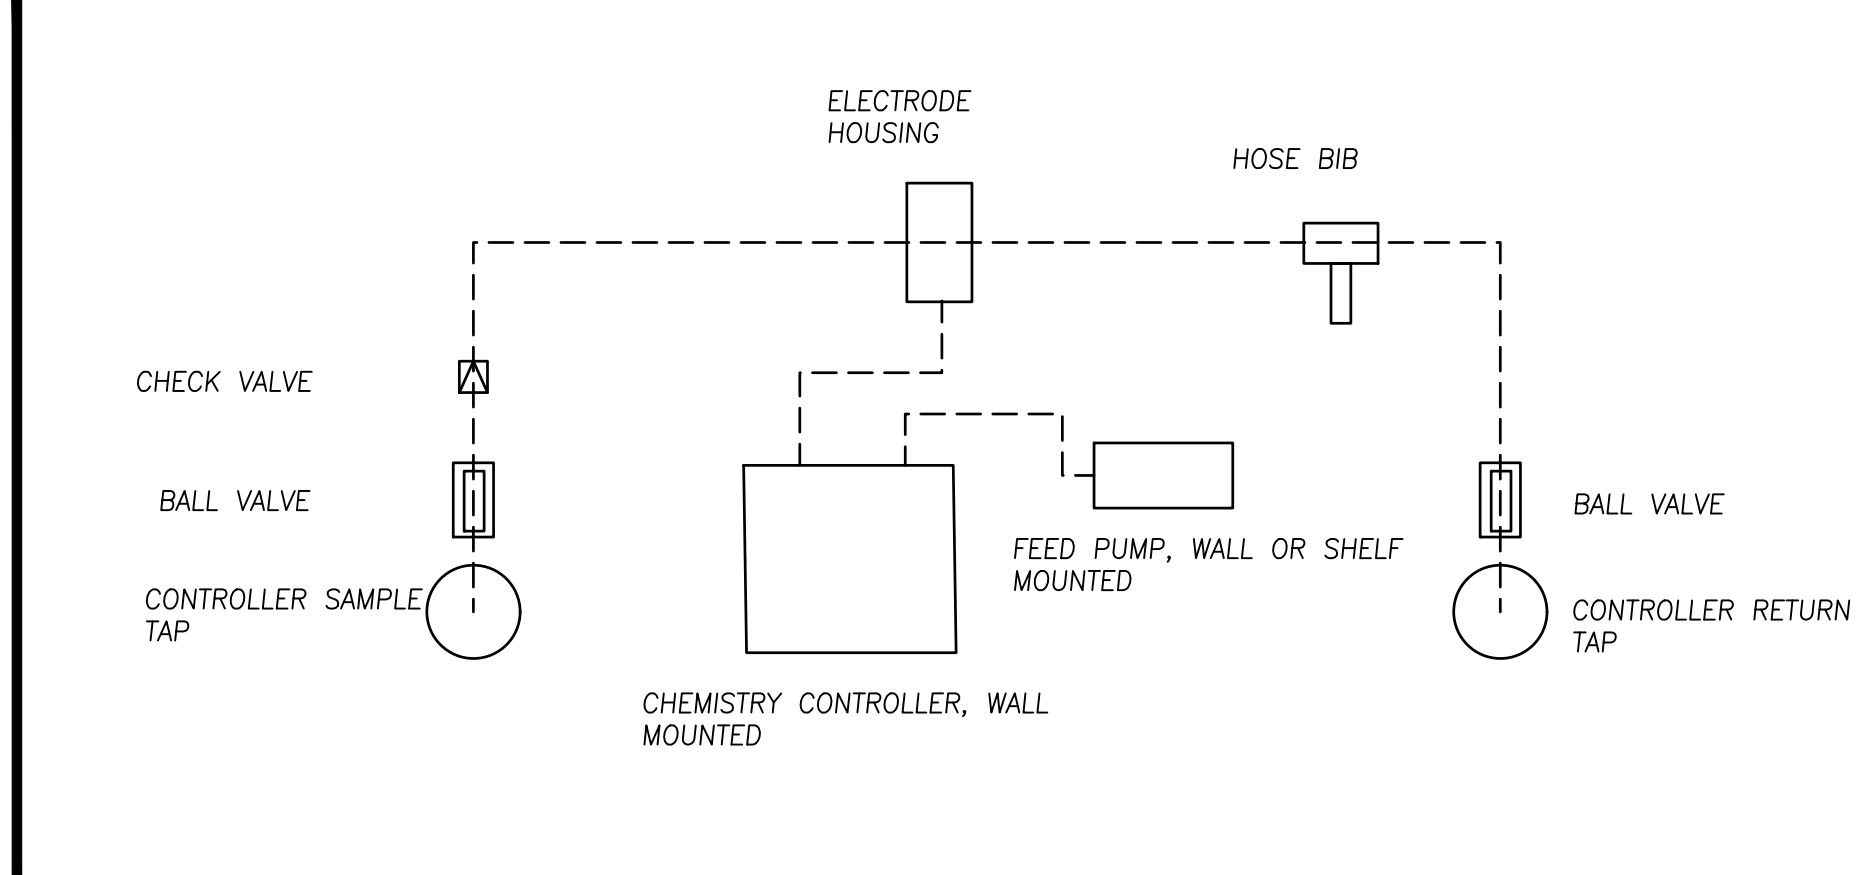 ELECTRODE
HOUSING
HOSE BIB
CHECK VALVE
BALL VALVE
BALL VALVE
FEED PUMP, WALL OR SHELF
MOUNTED
CONTROLLER SAMPLE
TAP
CONTROLLER RETURN
TAP
CHEMISTRY CONTROLLER, WALL
MOUNTED